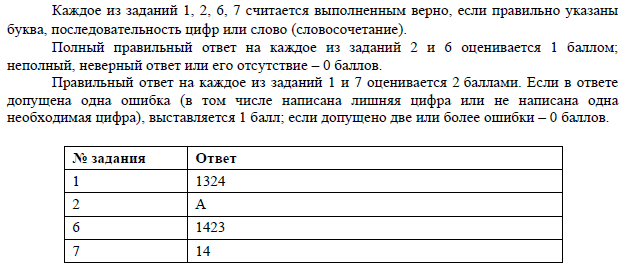 Каждое из заданий 1, 2, 6, 7 считается выполненным верно, если правильно указаны
буква, последовательность цифр или слово (словосочетание).
Полный правильный ответ на каждое из заданий 2 и 6 оценивается 1 баллом;
неполный, неверный ответ или его отсутствие – 0 баллов.
Правильный ответ на каждое из заданий 1 и 7 оценивается 2 баллами. Если в ответе
допущена одна ошибка (в том числе написана лишняя цифра или не написана одна
необходимая цифра), выставляется 1 балл; если допущено две или более ошибки – 0 баллов.
№ задания Ответ
1 1324
2 А
6 1423
7 14